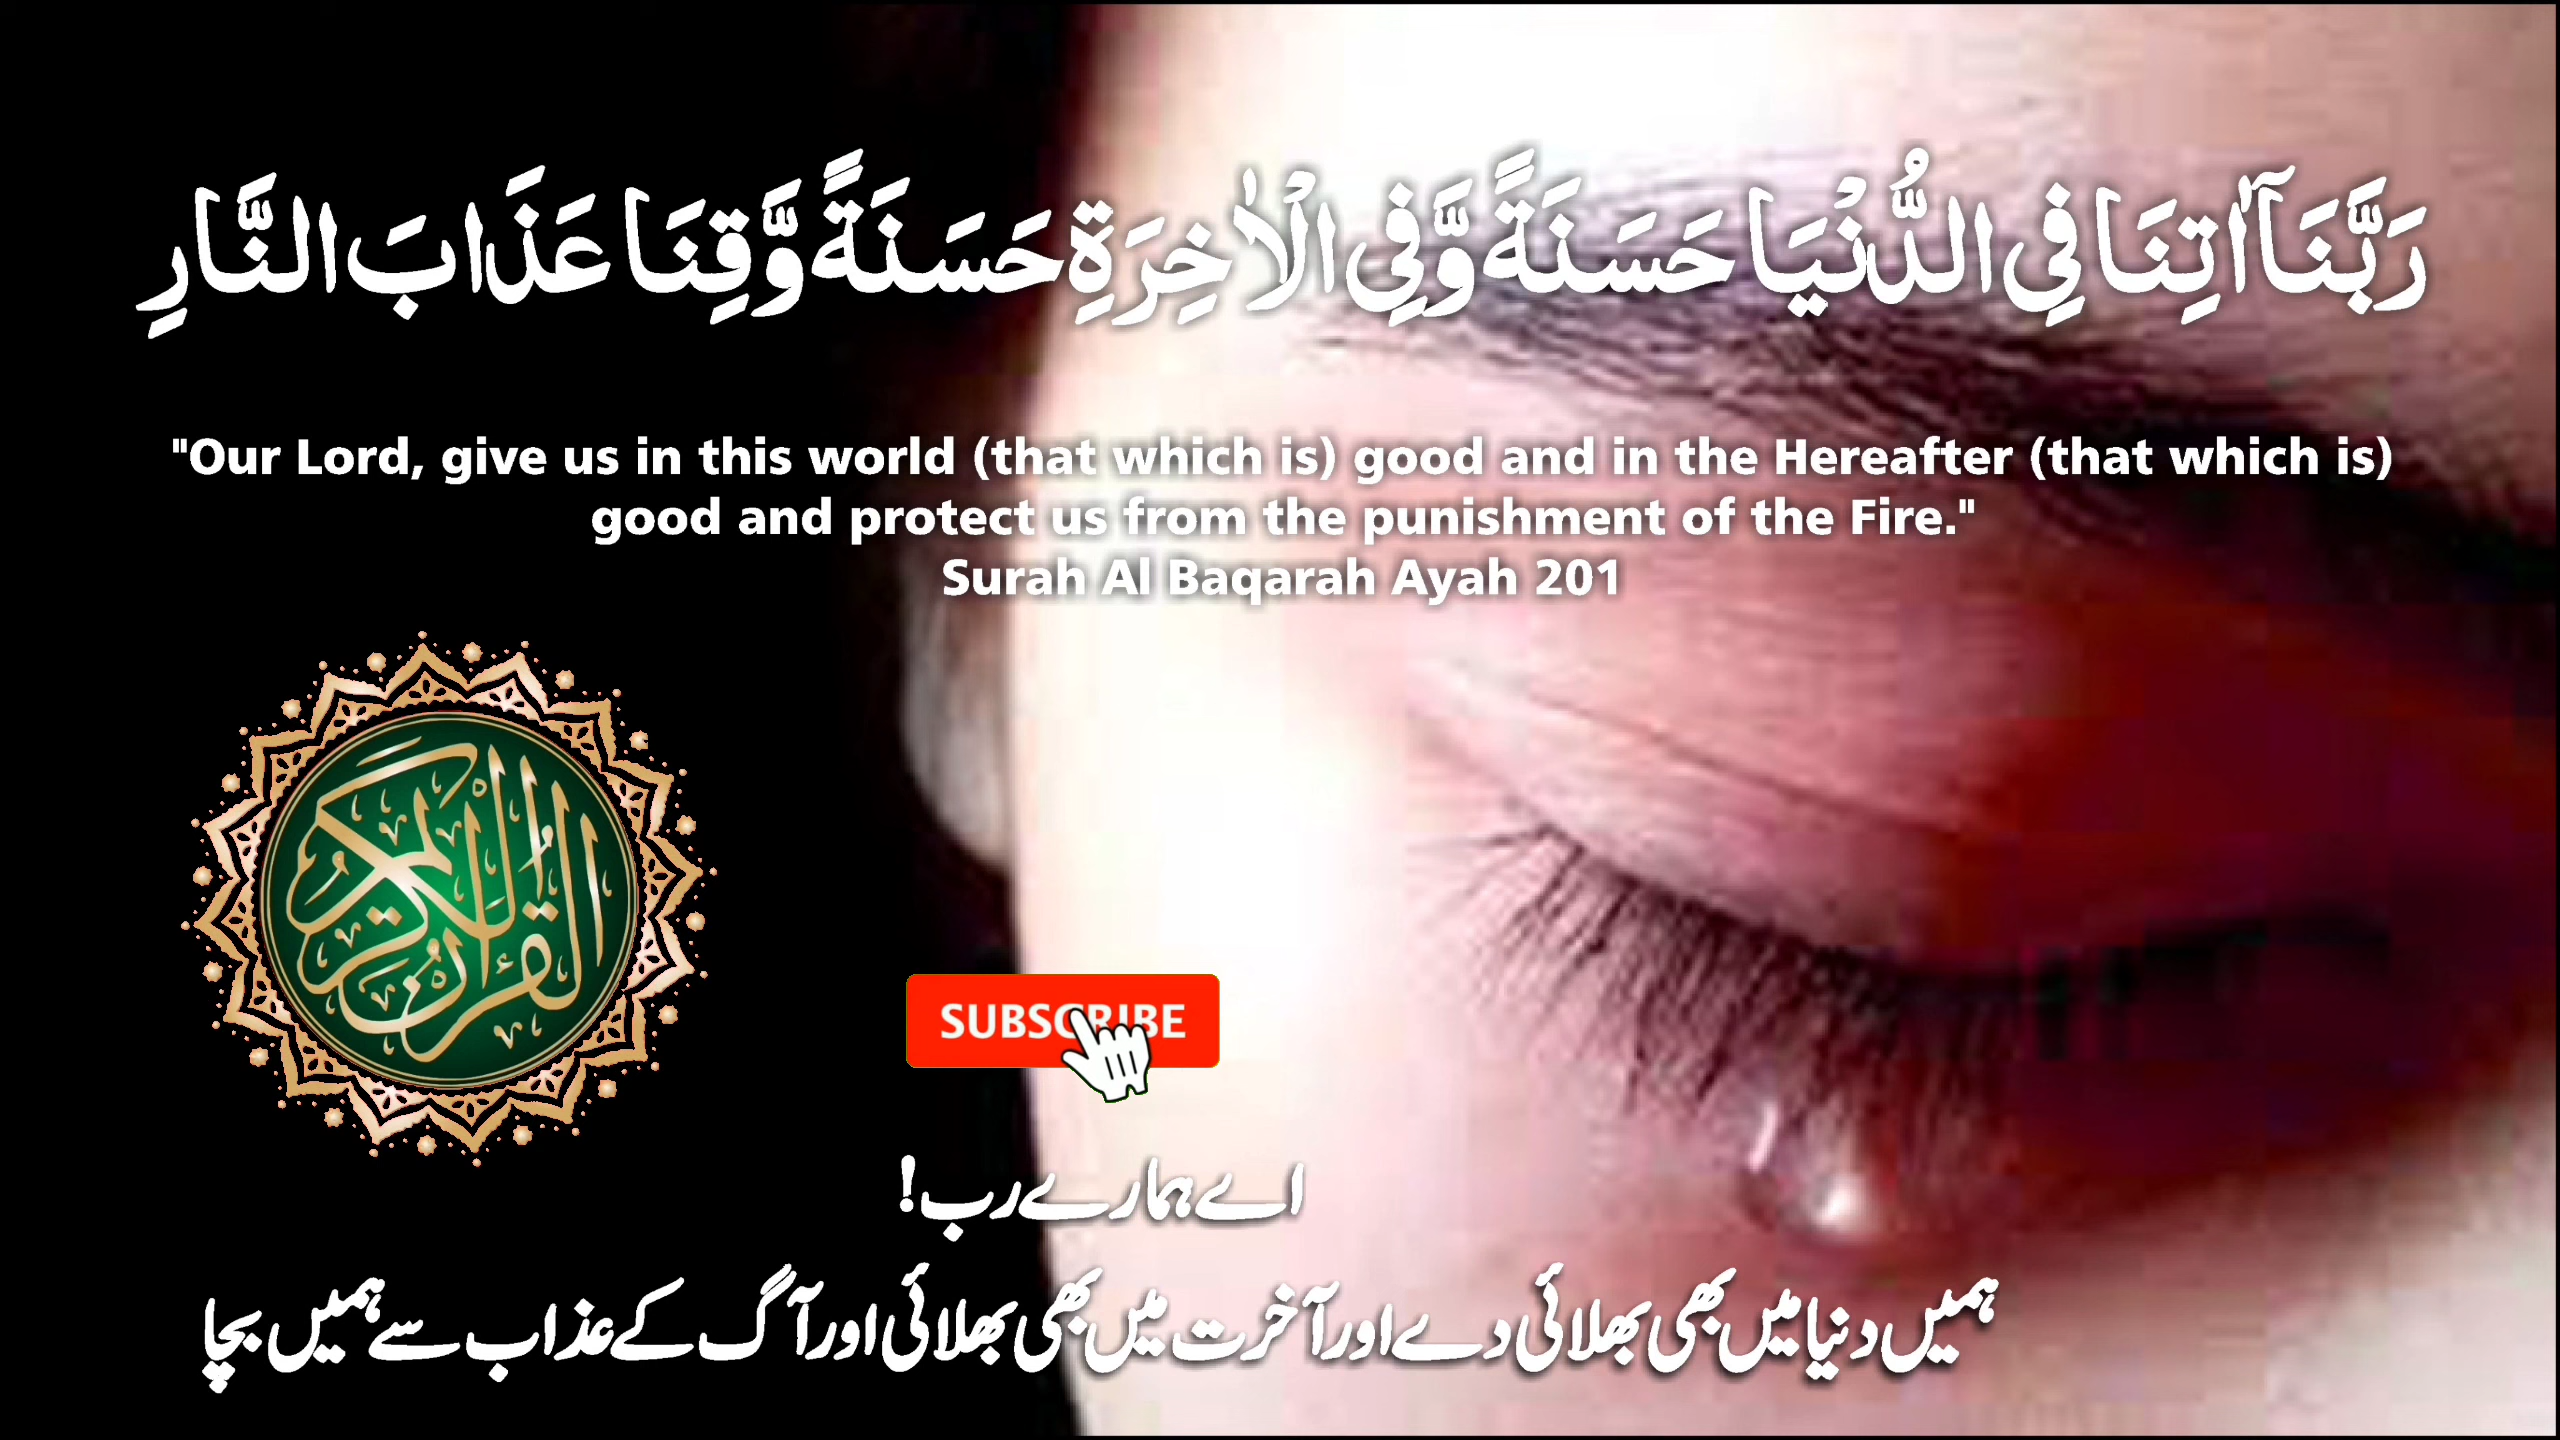 رَبَّنَآ اٰتِنَا فِي الدُّنْيَا حَسَنَةً وَّفِي الْاٰخِرَةِ حَسَنَةً وَّقِنَا عَذَابَ النَّارِ
"Our Lord, give us in this world (that which is) good and in the Hereafter (that which is)
good and protect us from the punishment of the Fire."
Surah Al Baqarah Ayah 201
القرآن الكريم
SUBSCRIBE
اے ہمارے رب!
ہمیں دنیا میں بھی بھلائی دے اور آخرت میں بھی بھلائی اور آگ کے عذاب سے ہمیں بچا